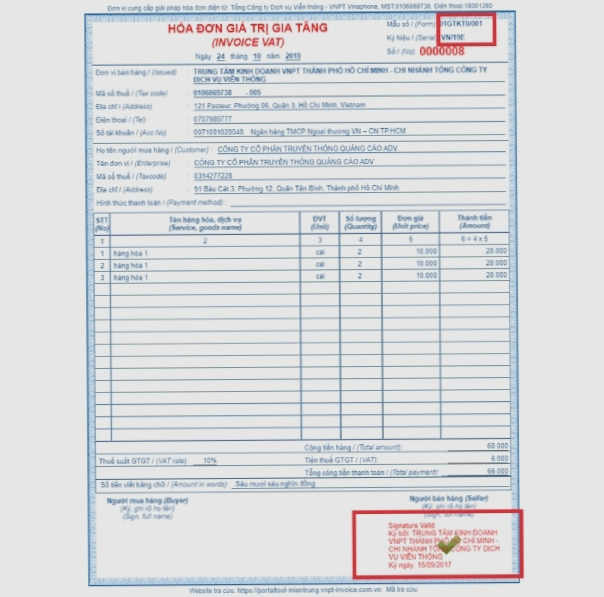 Đơn vị cung cấp giải pháp hóa đơn điện tử: Tổng Công ty Dịch vụ Viễn thông - VNPT Vinaphone, MST:0106869738, Điện thoại:18001260
HÓA ĐƠN GIÁ TRỊ GIA TĂNG
(INVOICE VAT)
Ngày 24 tháng 10 năm 2019
Mẫu số / (Form) 01GTKT0/001
Ký hiệu / (Serial) VN/19E
Số / (No): 0000008
Đơn vị bán hàng / (Issued) : TRUNG TÂM KINH DOANH VNPT THÀNH PHỐ HỒ CHÍ MINH - CHI NHÁNH TỔNG CÔNG TY
DỊCH VỤ VIỄN THÔNG
Mã số thuế / (Tax code) : 0106869738 -005
Địa chỉ / (Address) : 121 Pasteur, Phường 06, Quận 3, Hồ Chí Minh, Vietnam
Điện thoại / (Tel) : 0707989777
Số tài khoản / (Acc.No) : 0071001020048 Ngân hàng TMCP Ngoại thương VN – CN.TP.HCM
Họ tên người mua hàng / (Customer) : CÔNG TY CỔ PHẦN TRUYỀN THÔNG QUẢNG CÁO ADV
Tên đơn vị / (Enterprise) : CÔNG TY CỔ PHẦN TRUYỀN THÔNG QUẢNG CÁO ADV
Mã số thuế / (Taxcode) : 0314277228
Địa chỉ / (Address) : 51 Bàu Cát 3, Phường 12, Quận Tân Bình, Thành phố Hồ Chí Minh
Hình thức thanh toán / (Payment method) :
STT Tên hàng hóa, dịch vụ ĐVT Số lượng Đơn giá Thành tiền
(No) (Service, goods name) (Unit) (Quantity) (Unit price) (Amount)
1 2 3 4 5 6 = 4 x 5
1 hàng hóa 1 cai 2 10.000 20.000
2 hàng hóa 1 cai 2 10.000 20.000
3 hàng hóa 1 cai 2 10.000 20.000
Cộng tiền hàng / (Total amount): 60.000
Thuế suất GTGT / (VAT rate): 10% Tiền thuế GTGT / (VAT): 6.000
Tổng cộng tiền thanh toán / (Total payment): 66.000
Số tiền viết bằng chữ / (Amount in words) : Sáu mươi sáu nghìn đồng
Người mua hàng (Buyer) Người bán hàng (Seller)
(Ký, ghi rõ họ tên) (Ký, ghi rõ họ tên)
(Sign, full name) (Sign, full name)
Signature Valid
Ký bởi: TRUNG TÂM KINH DOANH
VNPT THÀNH PHỐ HỒ CHÍ MINH -
CHI NHÁNH TỔNG CÔNG TY DỊCH
VỤ VIỄN THÔNG
Ký ngày: 15/09/2017
Website tra cứu: https://portaltool-mientrung.vnpt-invoice.com.vn Mã tra cứu: